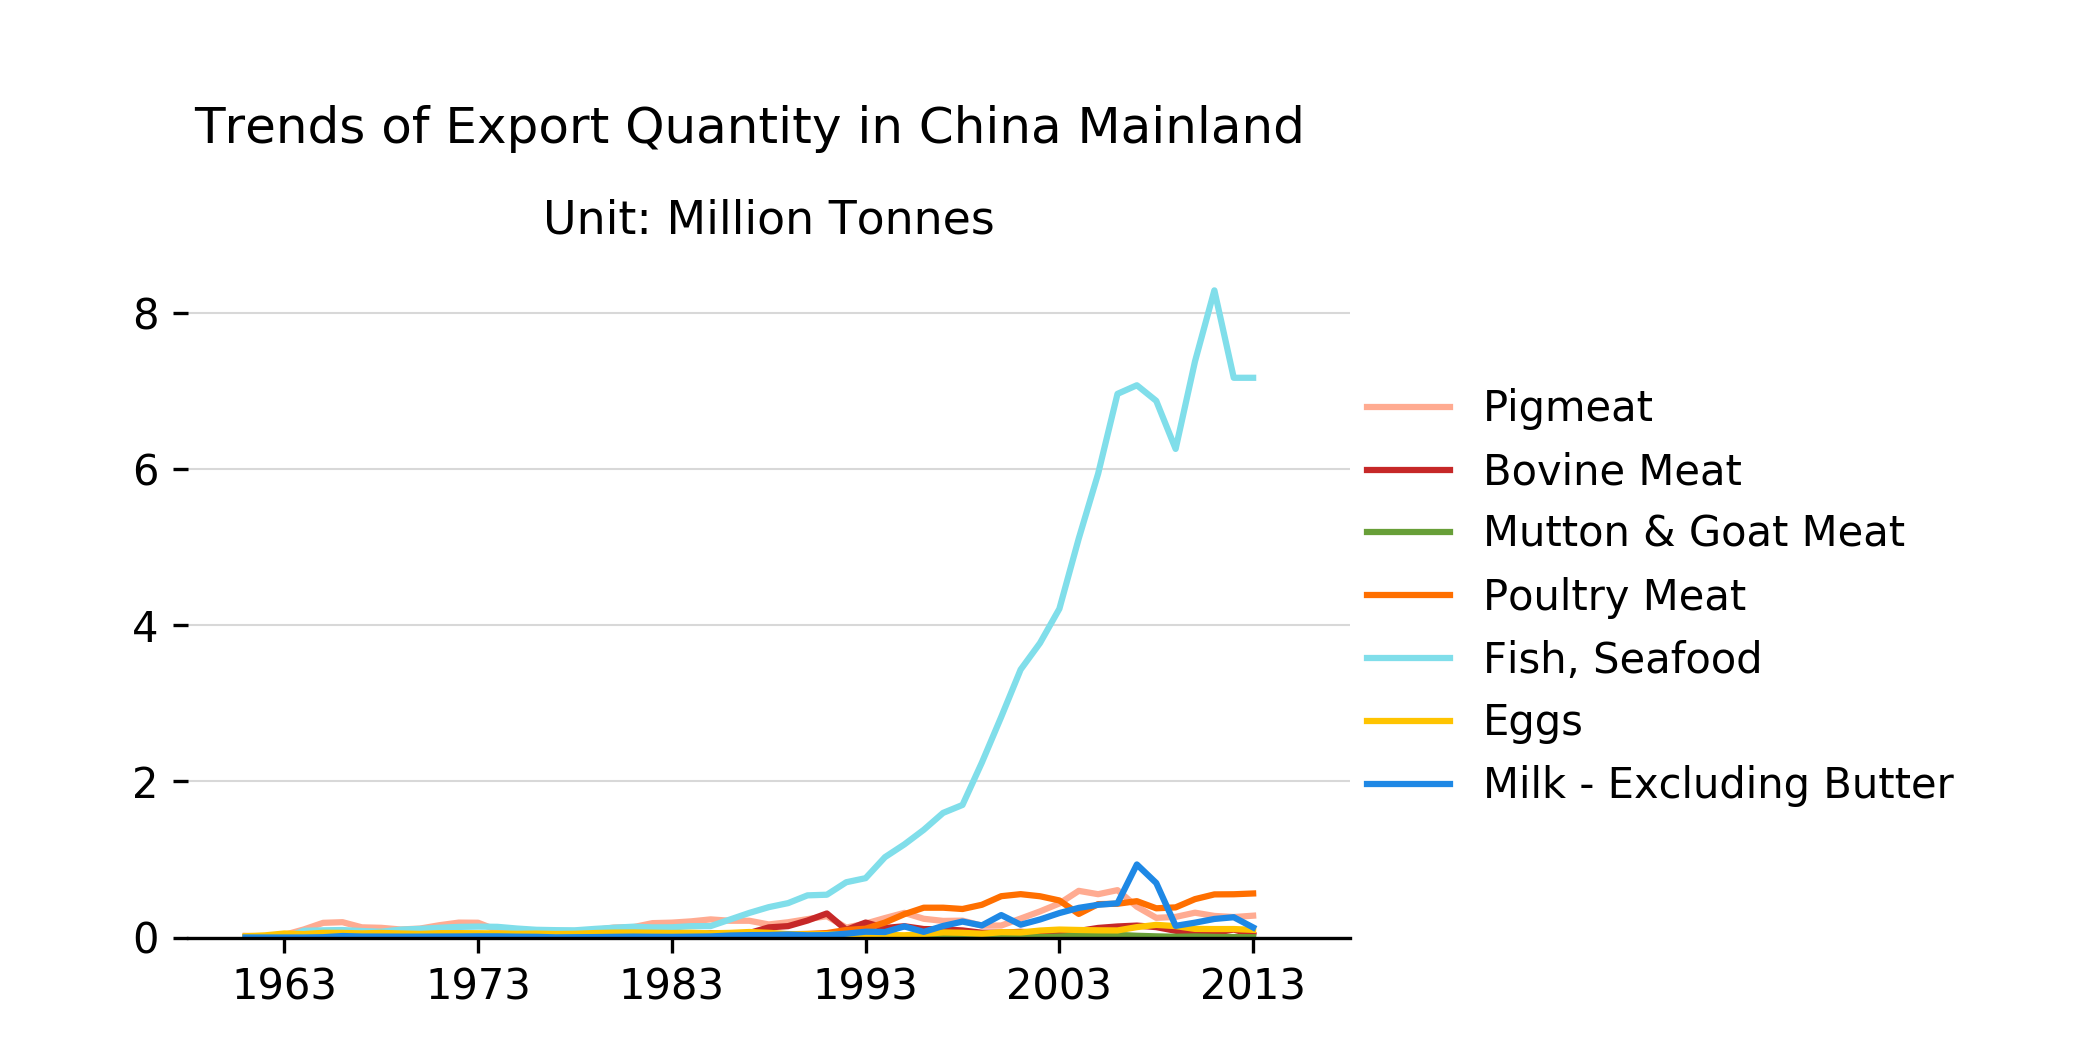 Trends of Export Quantity in China Mainland
Unit: Million Tonnes
8
6
4
2
0
1963 1973 1983 1993 2003 2013
Pigmeat
Bovine Meat
Mutton & Goat Meat
Poultry Meat
Fish, Seafood
Eggs
Milk - Excluding Butter